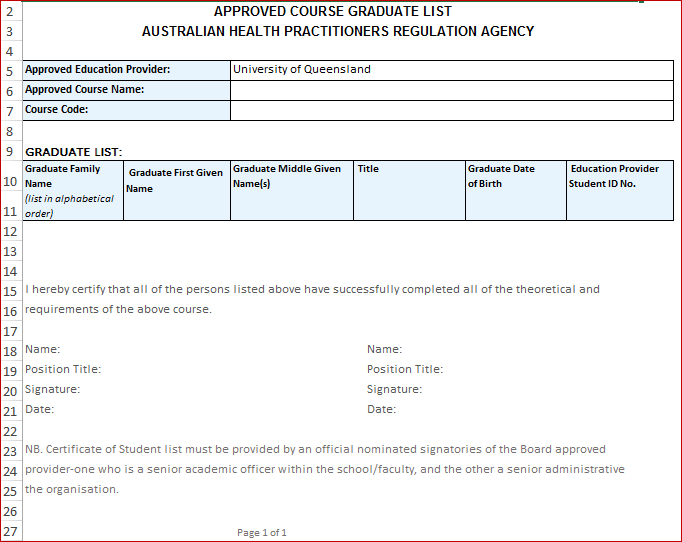 2 APPROVED COURSE GRADUATE LIST
3 AUSTRALIAN HEALTH PRACTITIONERS REGULATION AGENCY
4
5 Approved Education Provider: University of Queensland
6 Approved Course Name:
7 Course Code:
8
9 GRADUATE LIST:
10 Graduate Family Name (list in alphabetical
11 order)
Graduate First Given Name
Graduate Middle Given Name(s)
Title
Graduate Date of Birth
Education Provider Student ID No.
12
13
14
15 I hereby certify that all of the persons listed above have successfully completed all of the theoretical and
16 requirements of the above course.
17
18 Name: Name:
19 Position Title: Position Title:
20 Signature: Signature:
21 Date: Date:
22
23 NB. Certificate of Student list must be provided by an official nominated signatories of the Board approved
24 provider-one who is a senior academic officer within the school/faculty, and the other a senior administrative
25 the organisation.
26
27 Page 1 of 1